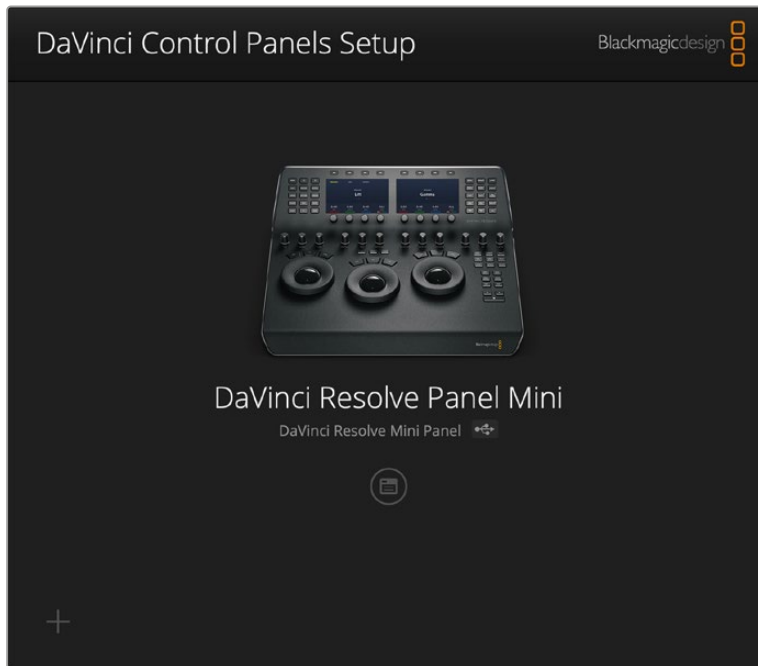 DaVinci Control Panels Setup
Blackmagicdesign
DaVinci Resolve Panel Mini
DaVinci Resolve Mini Panel